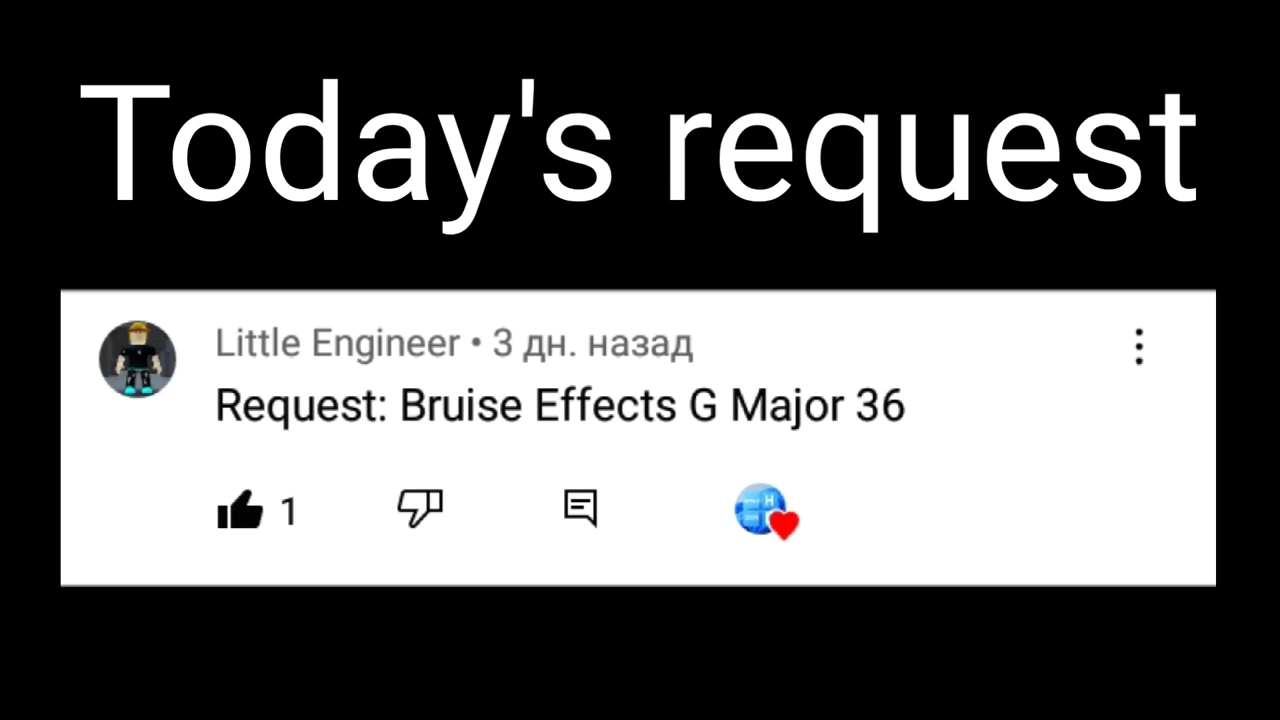 Today's request
Little Engineer • 3 дн. назад
Request: Bruise Effects G Major 36
1
H